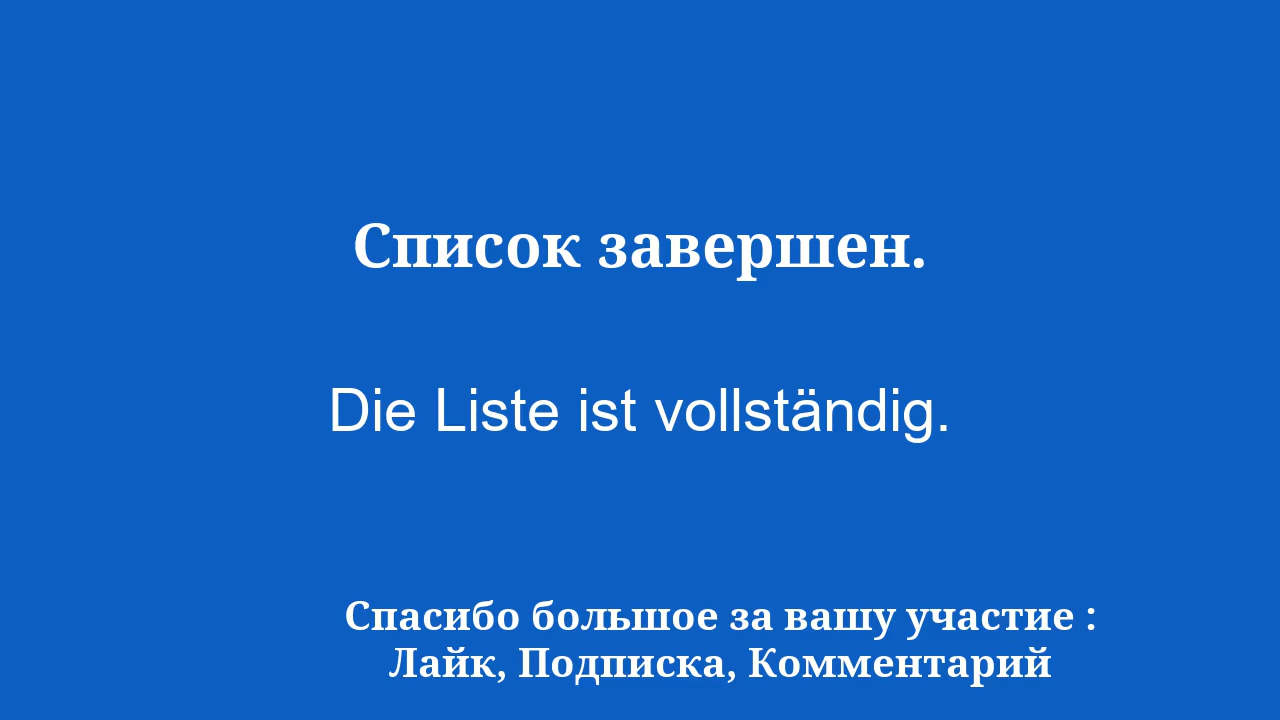 Список завершен.
Die Liste ist vollständig.
Спасибо большое за вашу участие :
Лайк, Подписка, Комментарий